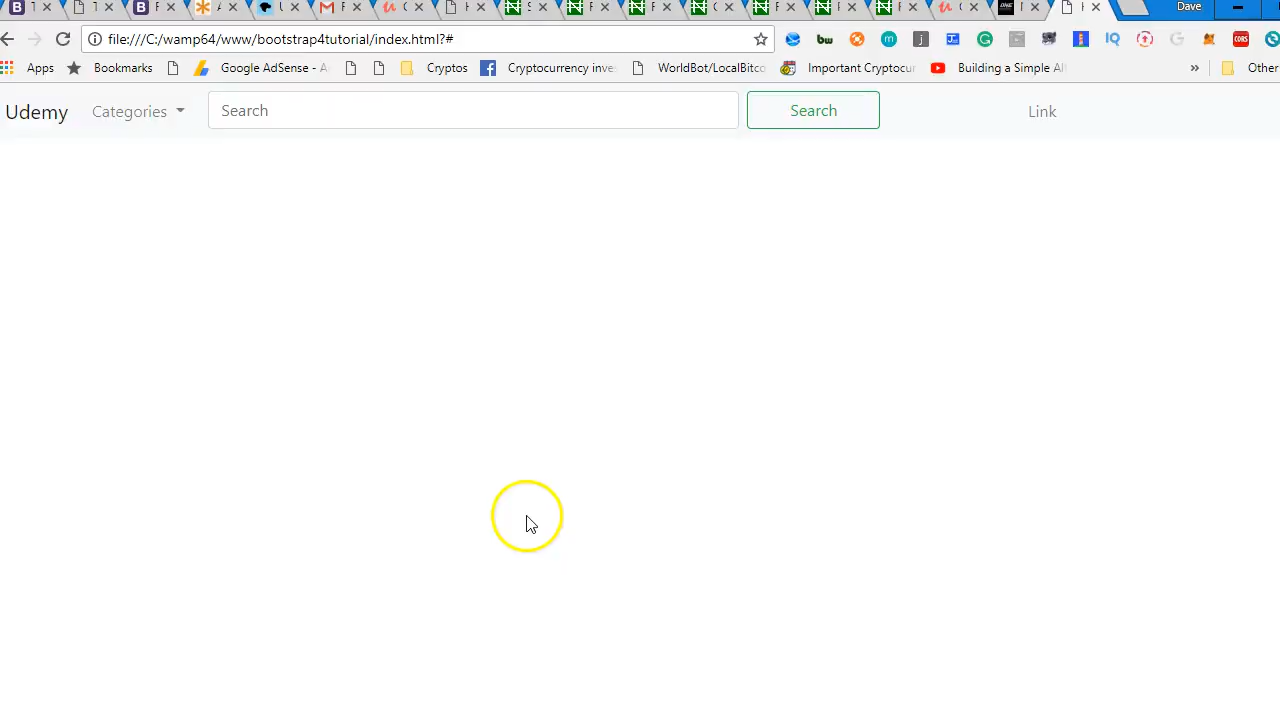 Dave
file:///C:/wamp64/www/bootstrap4tutorial/index.html?#
Apps Bookmarks Google AdSense - A Cryptos Cryptocurrency inve WorldBot/LocalBitco Important Cryptocur Building a Simple Al » Other
Udemy Categories Search Search Link